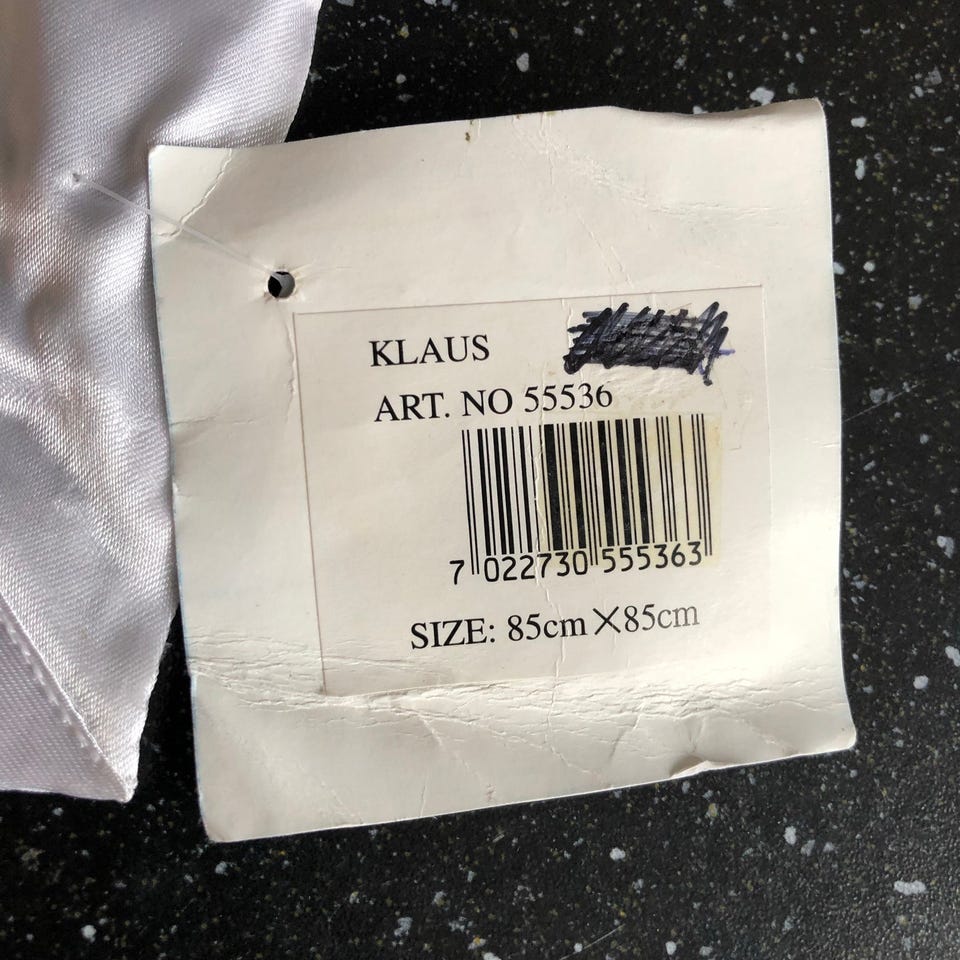 KLAUS
ART. NO 55536
7 022730 555363
SIZE: 85cm X 85cm